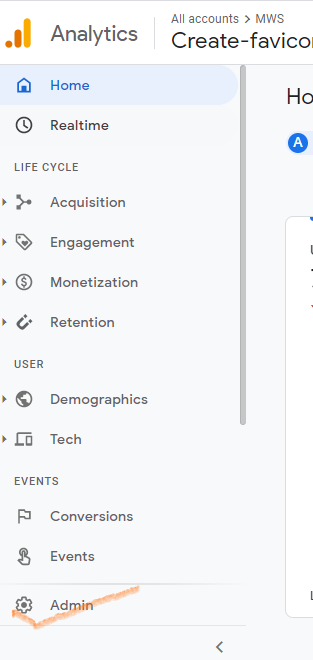 Analytics
All accounts > MWS
Create-favico
Ho
A
Home
Realtime
LIFE CYCLE
Acquisition
Engagement
Monetization
Retention
USER
Demographics
Tech
EVENTS
Conversions
Events
Admin